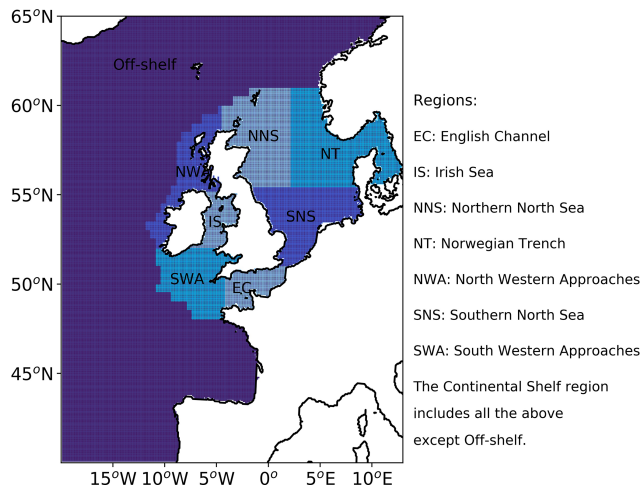 65°N
60°N
55°N
50°N
45°N
15°W 10°W 5°W 0° 5°E 10°E
Off-shelf
NNS
NT
NW
IS
SNS
SWA
EC
Regions:
EC: English Channel
IS: Irish Sea
NNS: Northern North Sea
NT: Norwegian Trench
NWA: North Western Approaches
SNS: Southern North Sea
SWA: South Western Approaches
The Continental Shelf region
includes all the above
except Off-shelf.